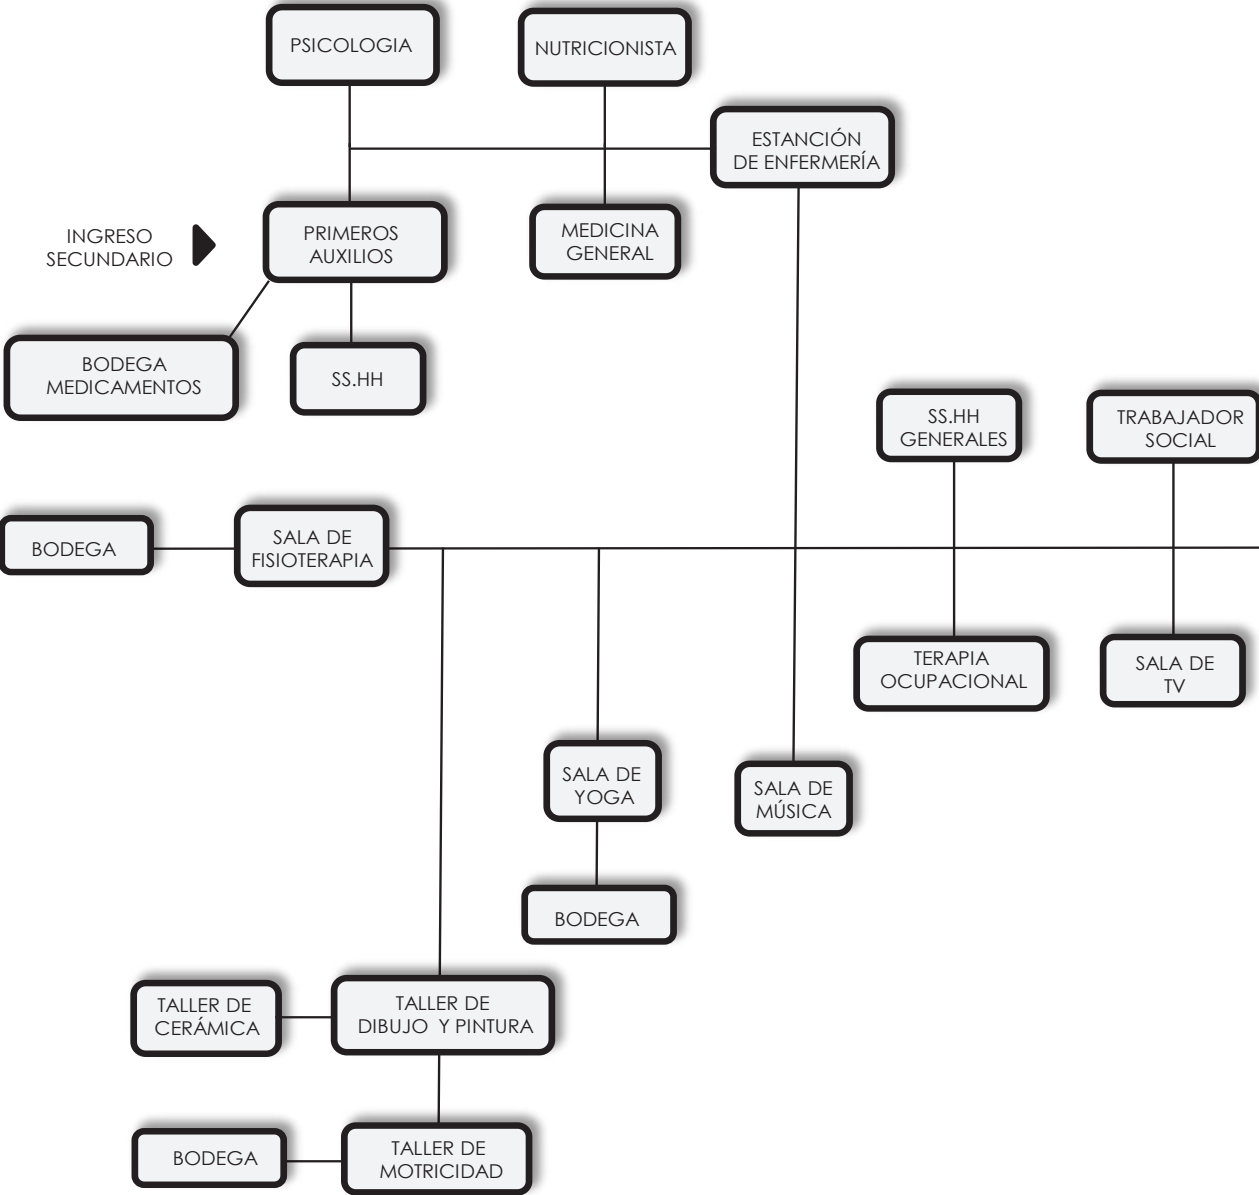 PSICOLOGIA
NUTRICIONISTA
ESTANCIÓN
DE ENFERMERÍA
INGRESO
SECUNDARIO
PRIMEROS
AUXILIOS
MEDICINA
GENERAL
BODEGA
MEDICAMENTOS
SS.HH
SS.HH
GENERALES
TRABAJADOR
SOCIAL
BODEGA
SALA DE
FISIOTERAPIA
TERAPIA
OCUPACIONAL
SALA DE
TV
SALA DE
YOGA
SALA DE
MÚSICA
BODEGA
TALLER DE
CERÁMICA
TALLER DE
DIBUJO Y PINTURA
BODEGA
TALLER DE
MOTRICIDAD